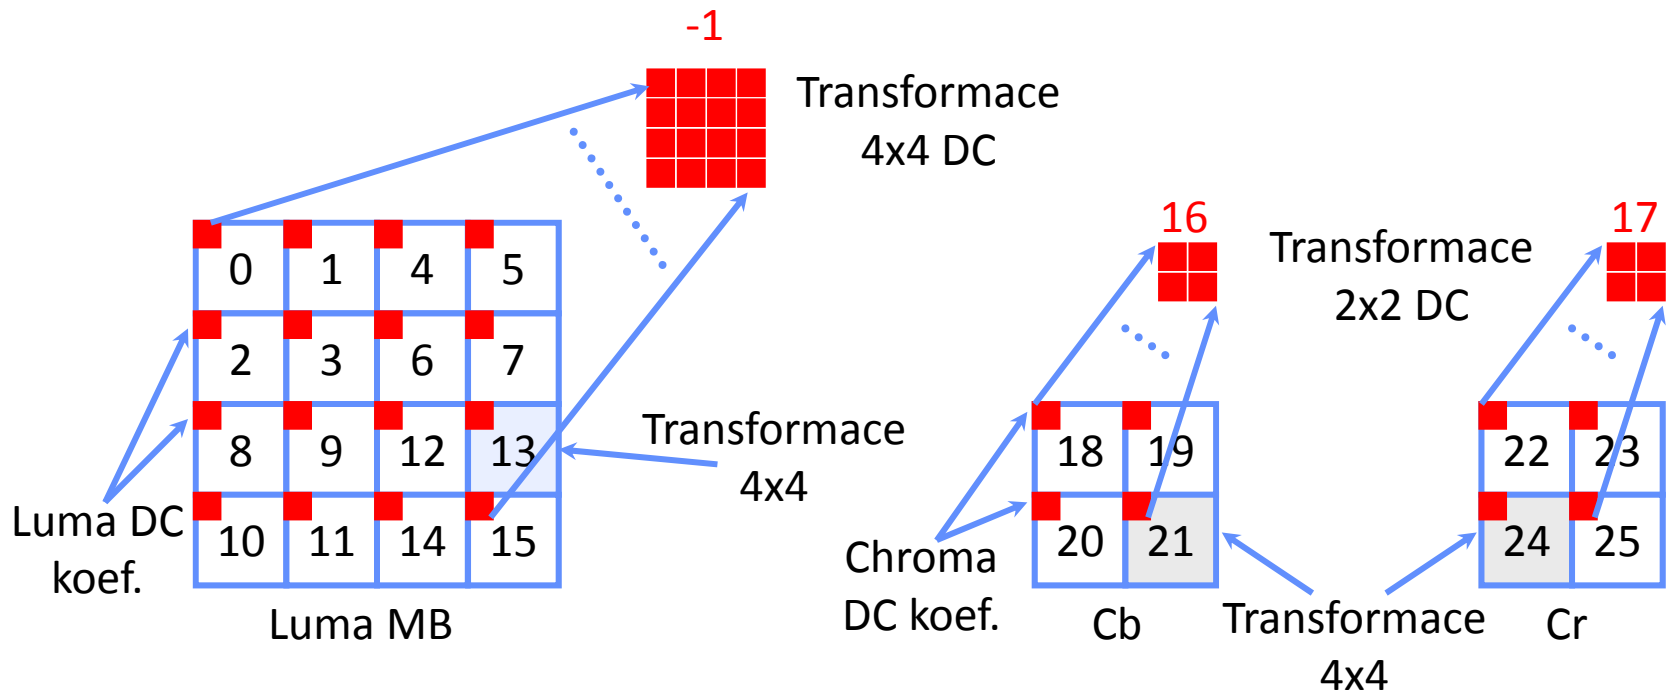 -1
Transformace
4x4 DC
0 1 4 5
2 3 6 7
8 9 12 13
10 11 14 15
Luma DC
koef.
Luma MB
Transformace
4x4
16
Transformace
2x2 DC
17
18 19
20 21
Chroma
DC koef.
Cb
22 23
24 25
Transformace
4x4
Cr